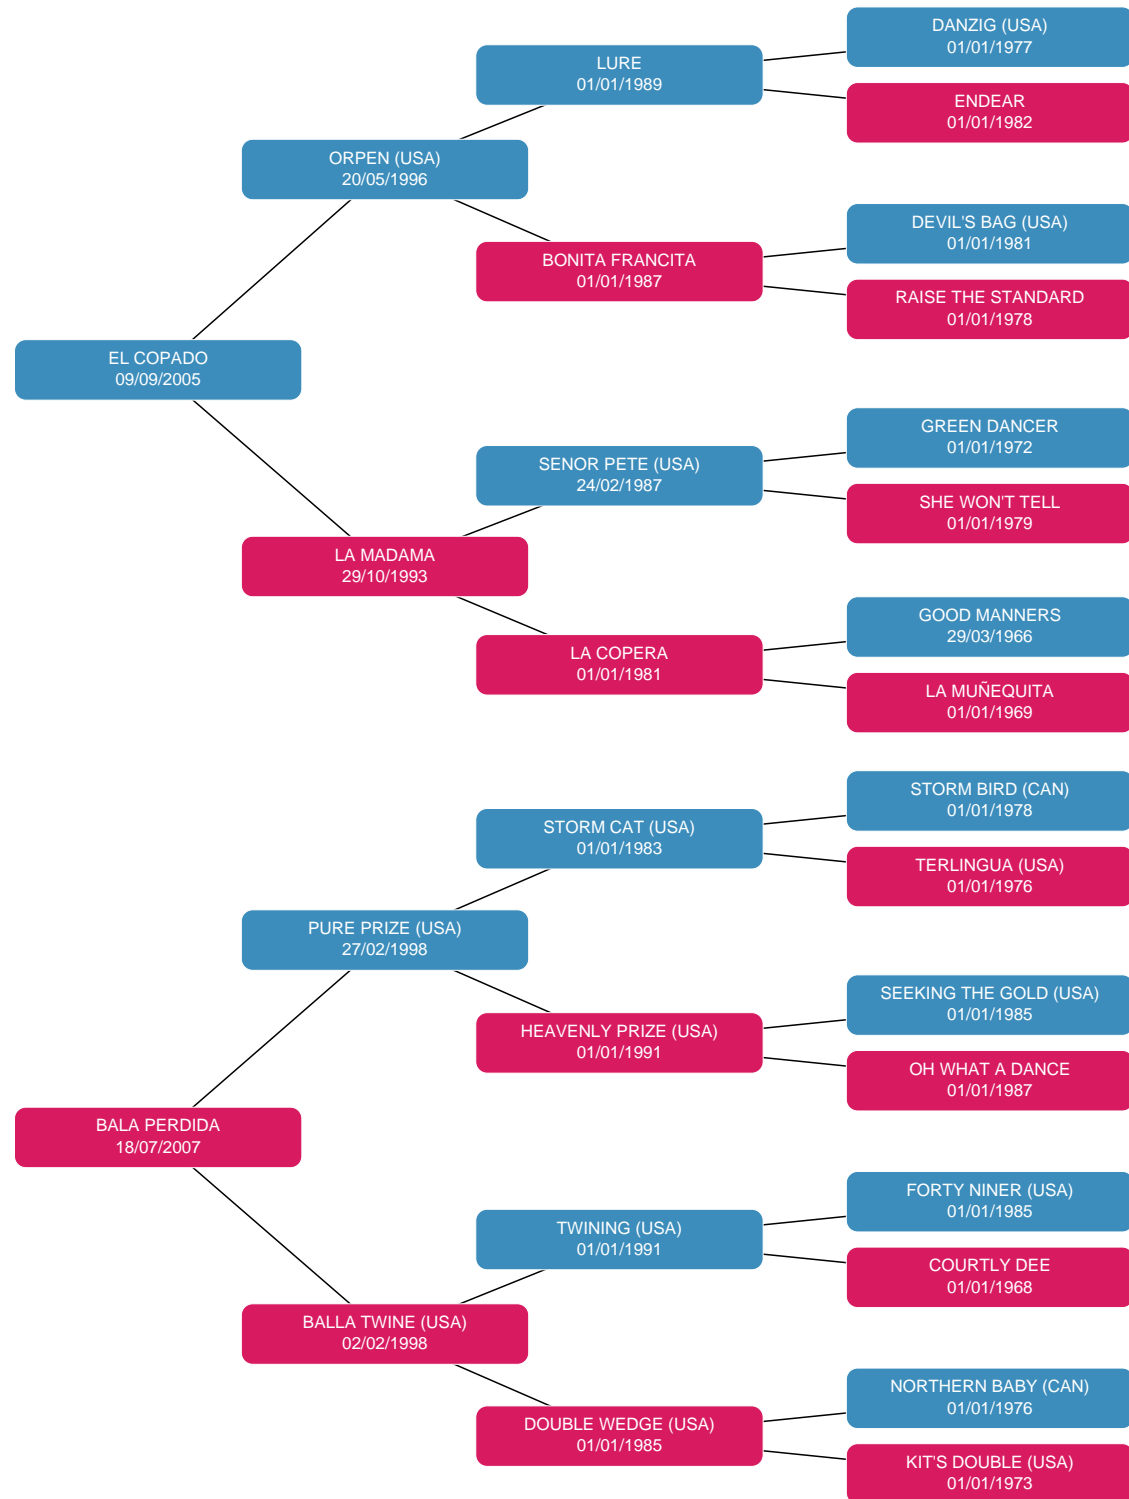 DANZIG (USA)
01/01/1977
LURE
01/01/1989
ENDEAR
01/01/1982
ORPEN (USA)
20/05/1996
DEVIL'S BAG (USA)
01/01/1981
BONITA FRANCITA
01/01/1987
RAISE THE STANDARD
01/01/1978
EL COPADO
09/09/2005
GREEN DANCER
01/01/1972
SENOR PETE (USA)
24/02/1987
SHE WON'T TELL
01/01/1979
LA MADAMA
29/10/1993
GOOD MANNERS
29/03/1966
LA COPERA
01/01/1981
LA MUÑEQUITA
01/01/1969
STORM BIRD (CAN)
01/01/1978
STORM CAT (USA)
01/01/1983
TERLINGUA (USA)
01/01/1976
PURE PRIZE (USA)
27/02/1998
SEEKING THE GOLD (USA)
01/01/1985
HEAVENLY PRIZE (USA)
01/01/1991
OH WHAT A DANCE
01/01/1987
BALA PERDIDA
18/07/2007
FORTY NINER (USA)
01/01/1985
TWINING (USA)
01/01/1991
COURTLY DEE
01/01/1968
BALLA TWINE (USA)
02/02/1998
NORTHERN BABY (CAN)
01/01/1976
DOUBLE WEDGE (USA)
01/01/1985
KIT'S DOUBLE (USA)
01/01/1973